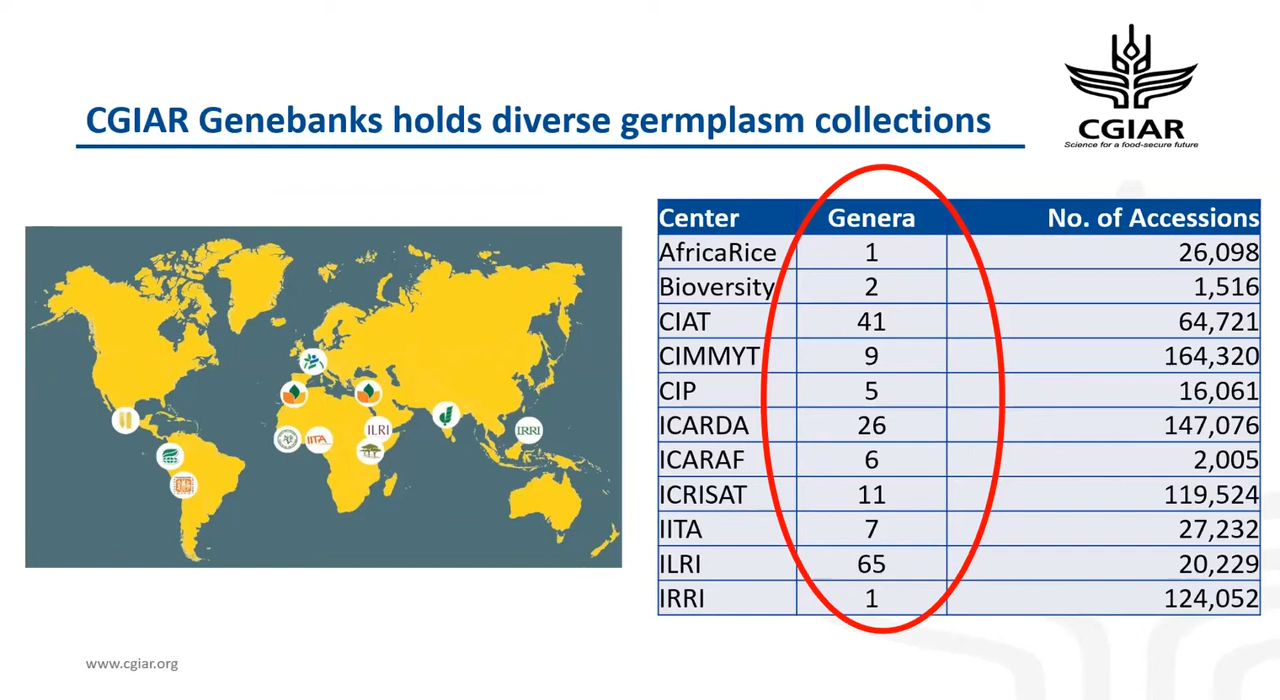 CGIAR Genebanks holds diverse germplasm collections
CGIAR
Science for a food-secure future
ILRI
IITA
IRRI
Center Genera No. of Accessions
AfricaRice 1 26,098
Bioversity 2 1,516
CIAT 41 64,721
CIMMYT 9 164,320
CIP 5 16,061
ICARDA 26 147,076
ICARAF 6 2,005
ICRISAT 11 119,524
IITA 7 27,232
ILRI 65 20,229
IRRI 1 124,052
www.cgiar.org